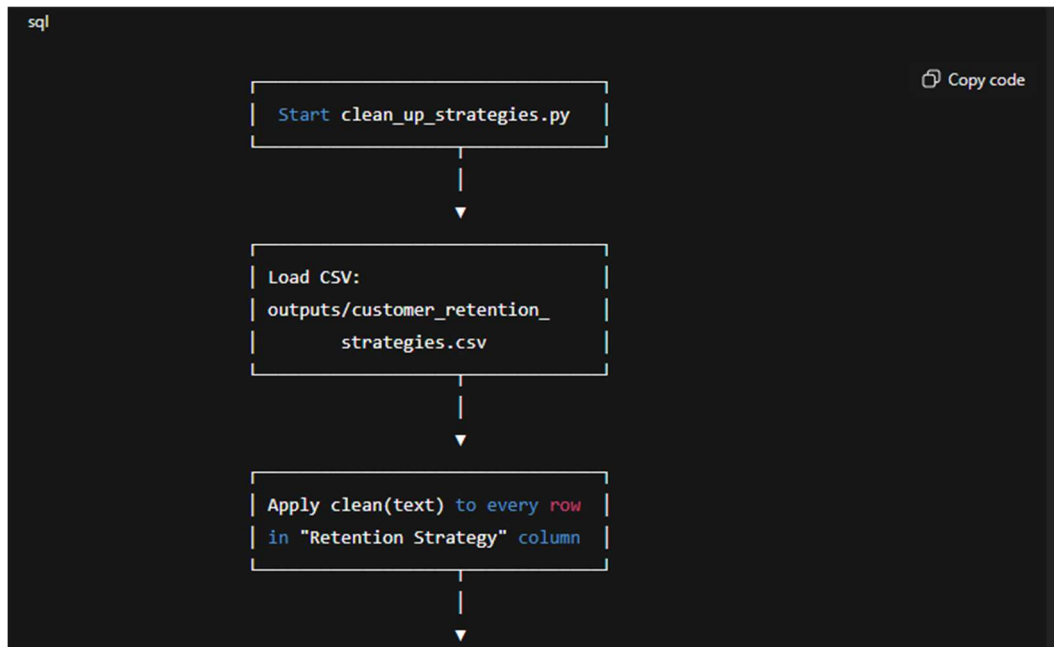 sql
Copy code
Start clean_up_strategies.py
Load CSV:
outputs/customer_retention_
strategies.csv
Apply clean(text) to every row
in "Retention Strategy" column